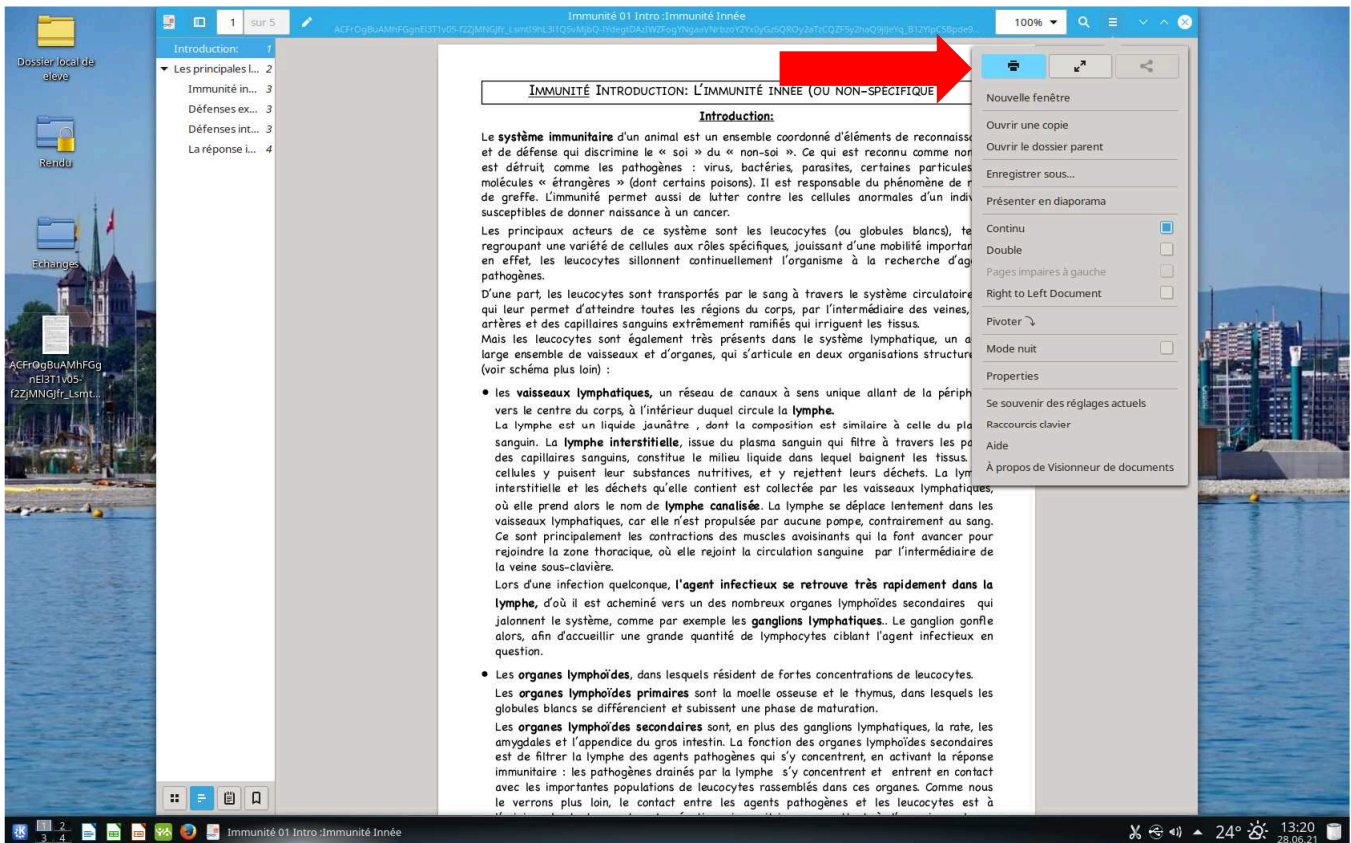 Dossier local de
eleve
Rendu
Echanges
ACFrOgBuAMhFGg
nEl3T1v05-
f2ZjMNGJfr_Lsmt...
1 sur 5
Immunité 01 Intro :Immunité Innée
100%
Introduction: 1
Les principales l... 2
Immunité in... 3
Défenses ex... 3
Défenses int... 3
La réponse i... 4
IMMUNITÉ INTRODUCTION: L'IMMUNITÉ INNÉE (OU NON-SPÉCIFIQUE
Introduction:
Le système immunitaire d'un animal est un ensemble coordonné d'éléments de reconnaiss
et de défense qui discrimine le « soi » du « non-soi ». Ce qui est reconnu comme non
est détruit, comme les pathogènes : virus, bactéries, parasites, certaines particules
molécules « étrangères » (dont certains poisons). Il est responsable du phénomène de r
de greffe. L'immunité permet aussi de lutter contre les cellules anormales d'un indiv
susceptibles de donner naissance à un cancer.
Les principaux acteurs de ce système sont les leucocytes (ou globules blancs), te
regroupant une variété de cellules aux rôles spécifiques, jouissant d'une mobilité importan
en effet, les leucocytes sillonnent continuellement l'organisme à la recherche d'ag
pathogènes.
D'une part, les leucocytes sont transportés par le sang à travers le système circulatoire
qui leur permet d'atteindre toutes les régions du corps, par l'intermédiaire des veines,
artères et des capillaires sanguins extrêmement ramifiés qui irriguent les tissus.
Mais les leucocytes sont également très présents dans le système lymphatique, un a
large ensemble de vaisseaux et d'organes, qui s'articule en deux organisations structure
(voir schéma plus loin) :
• les vaisseaux lymphatiques, un réseau de canaux à sens unique allant de la périph
vers le centre du corps, à l'intérieur duquel circule la lymphe.
La lymphe est un liquide jaunâtre , dont la composition est similaire à celle du pla
sanguin. La lymphe interstitielle, issue du plasma sanguin qui filtre à travers les pa
des capillaires sanguins, constitue le milieu liquide dans lequel baignent les tissus.
cellules y puisent leur substances nutritives, et y rejettent leurs déchets. La lym
interstitielle et les déchets qu'elle contient est collectée par les vaisseaux lymphatiques,
où elle prend alors le nom de lymphe canalisée. La lymphe se déplace lentement dans les
vaisseaux lymphatiques, car elle n'est propulsée par aucune pompe, contrairement au sang.
Ce sont principalement les contractions des muscles avoisinants qui la font avancer pour
rejoindre la zone thoracique, où elle rejoint la circulation sanguine par l'intermédiaire de
la veine sous-clavière.
Lors d'une infection quelconque, l'agent infectieux se retrouve très rapidement dans la
lymphe, d'où il est acheminé vers un des nombreux organes lymphoïdes secondaires qui
jalonnent le système, comme par exemple les ganglions lymphatiques.. Le ganglion gonfle
alors, afin d'accueillir une grande quantité de lymphocytes ciblant l'agent infectieux en
question.
• Les organes lymphoïdes, dans lesquels résident de fortes concentrations de leucocytes.
Les organes lymphoïdes primaires sont la moelle osseuse et le thymus, dans lesquels les
globules blancs se différencient et subissent une phase de maturation.
Les organes lymphoïdes secondaires sont, en plus des ganglions lymphatiques, la rate, les
amygdales et l'appendice du gros intestin. La fonction des organes lymphoïdes secondaires
est de filtrer la lymphe des agents pathogènes qui s'y concentrent, en activant la réponse
immunitaire : les pathogènes drainés par la lymphe s'y concentrent et entrent en contact
avec les importantes populations de leucocytes rassemblés dans ces organes. Comme nous
le verrons plus loin, le contact entre les agents pathogènes et les leucocytes est à
Nouvelle fenêtre
Ouvrir une copie
Ouvrir le dossier parent
Enregistrer sous...
Présenter en diaporama
Continu
Double
Pages impaires à gauche
Right to Left Document
Pivoter
Mode nuit
Properties
Se souvenir des réglages actuels
Raccourcis clavier
Aide
À propos de Visionneur de documents
1 2
3 4
Immunité 01 Intro :Immunité Innée
24°
13:20
28.06.21